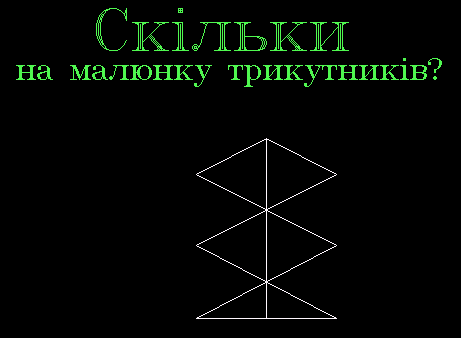 Скільки
на малюнку трикутників?